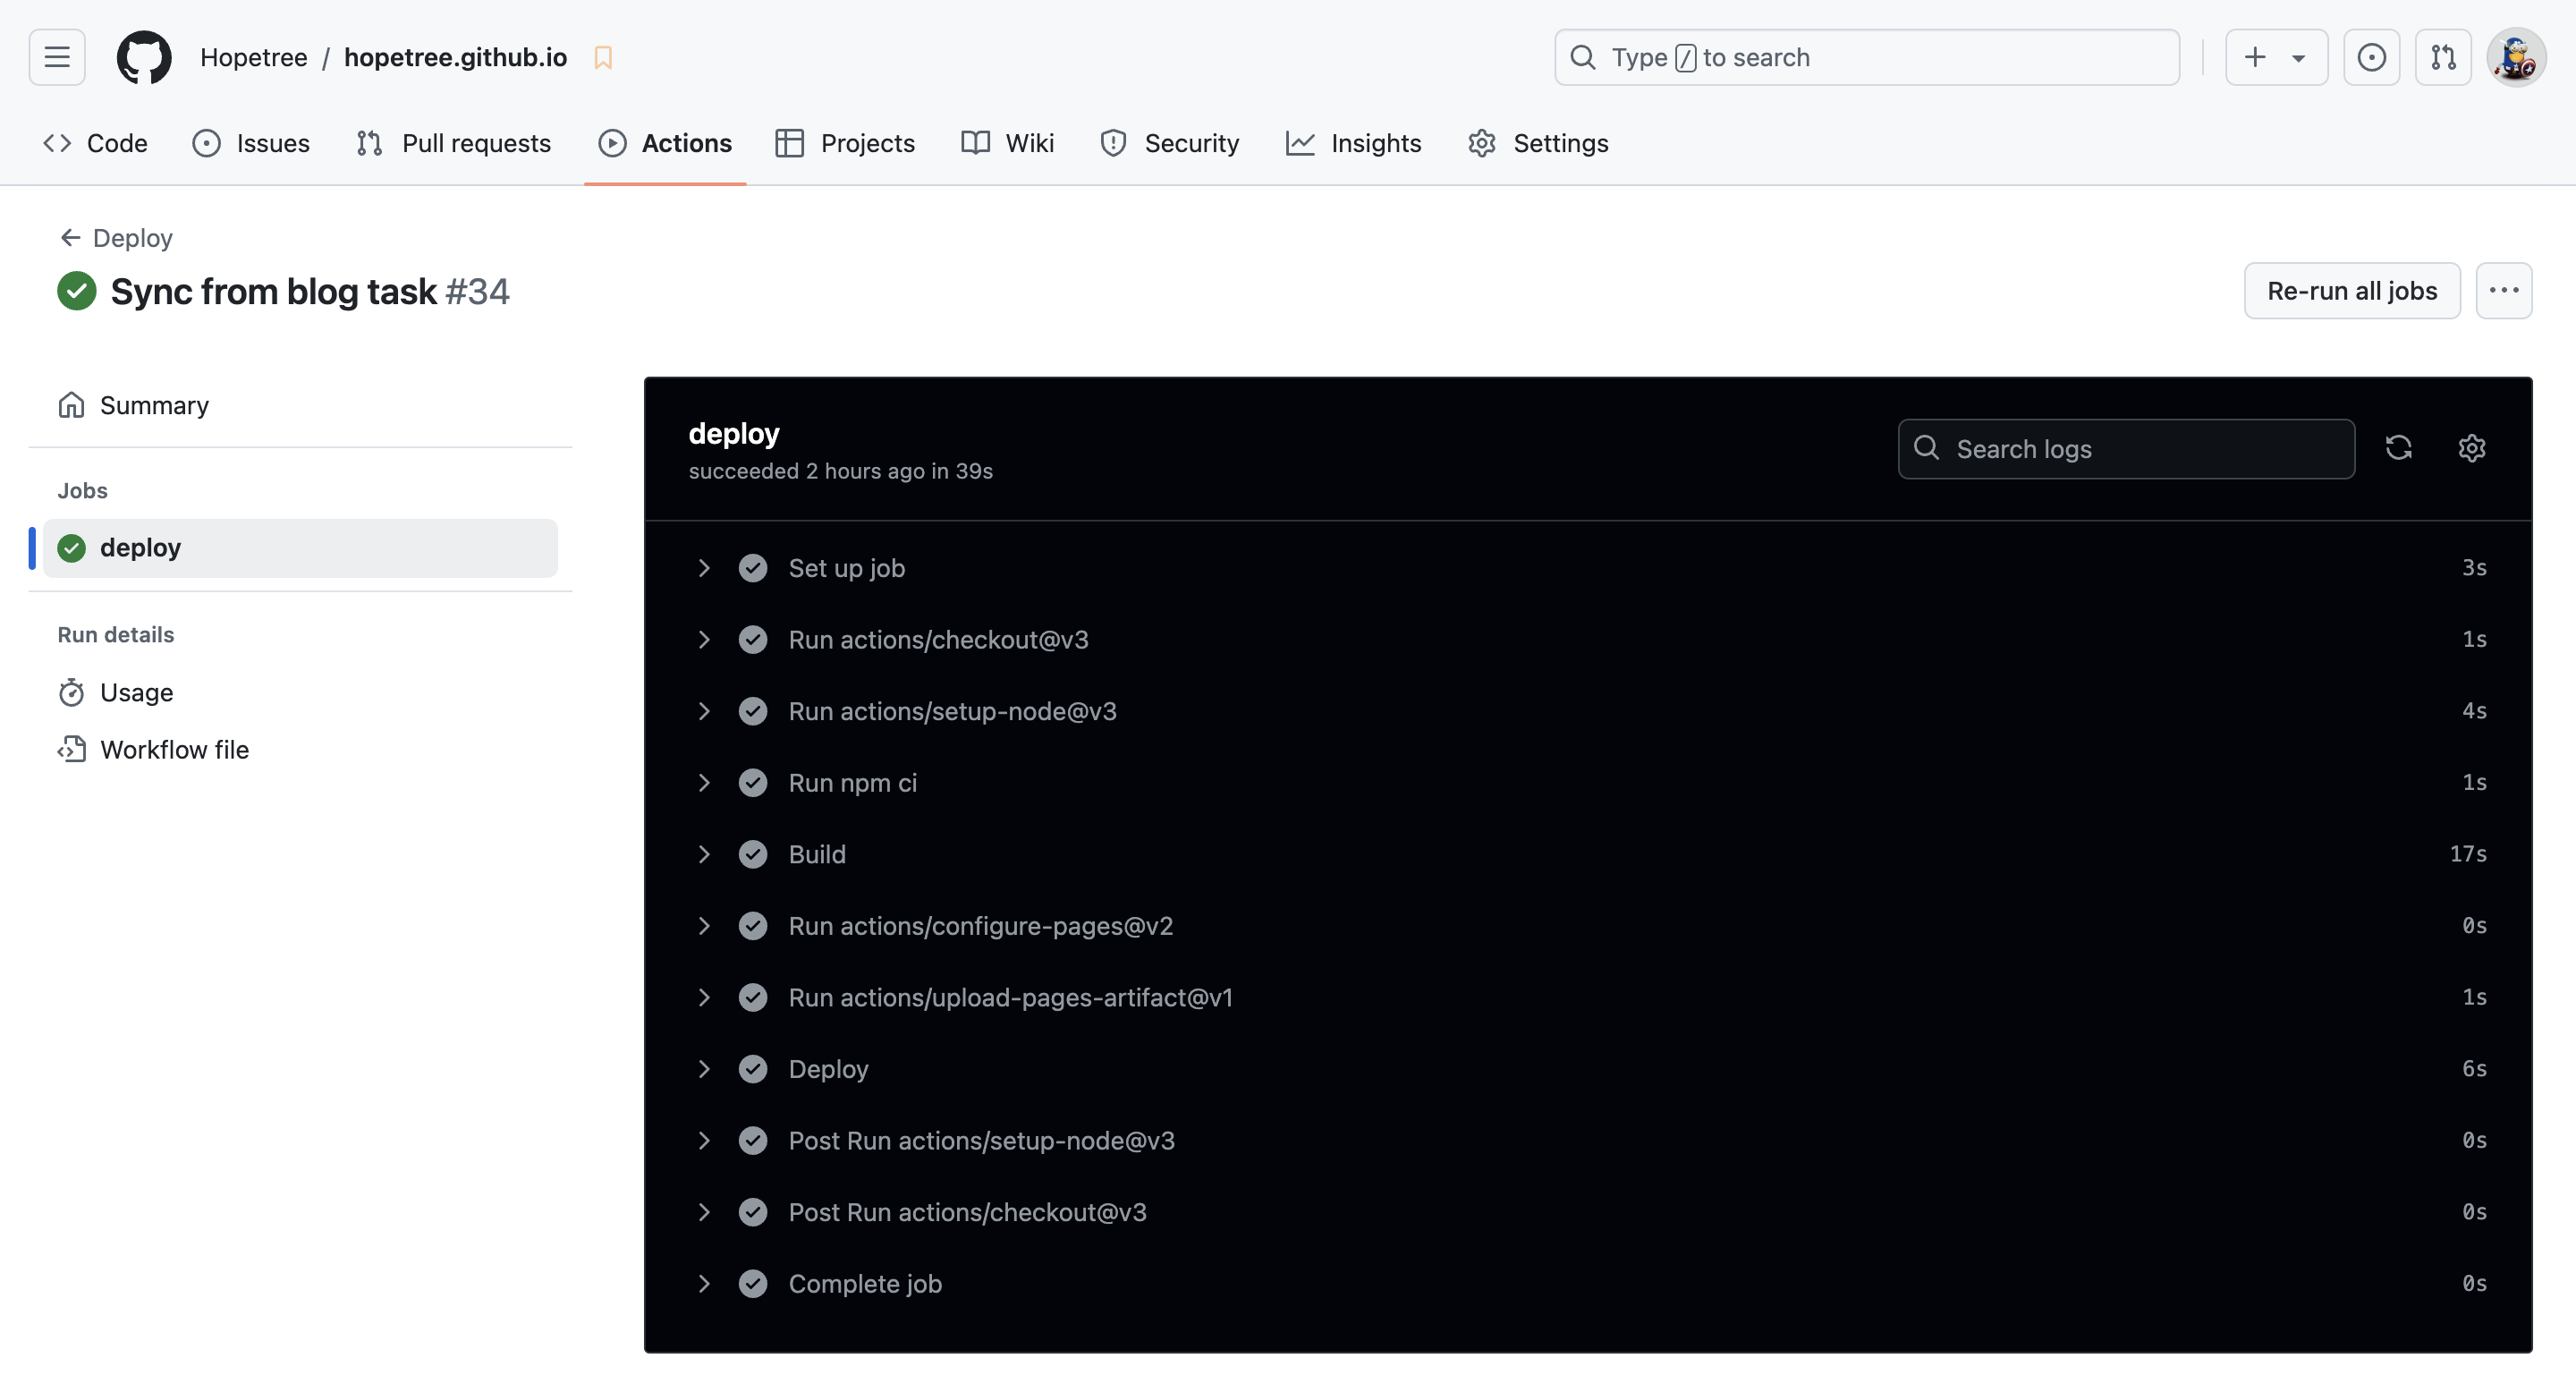 Hopetree / hopetree.github.io
Type / to search
Code Issues Pull requests Actions Projects Wiki Security Insights Settings
Deploy
Sync from blog task #34
Re-run all jobs
Summary
Jobs
deploy
Run details
Usage
Workflow file
deploy
succeeded 2 hours ago in 39s
Search logs
Set up job 3s
Run actions/checkout@v3 1s
Run actions/setup-node@v3 4s
Run npm ci 1s
Build 17s
Run actions/configure-pages@v2 0s
Run actions/upload-pages-artifact@v1 1s
Deploy 6s
Post Run actions/setup-node@v3 0s
Post Run actions/checkout@v3 0s
Complete job 0s